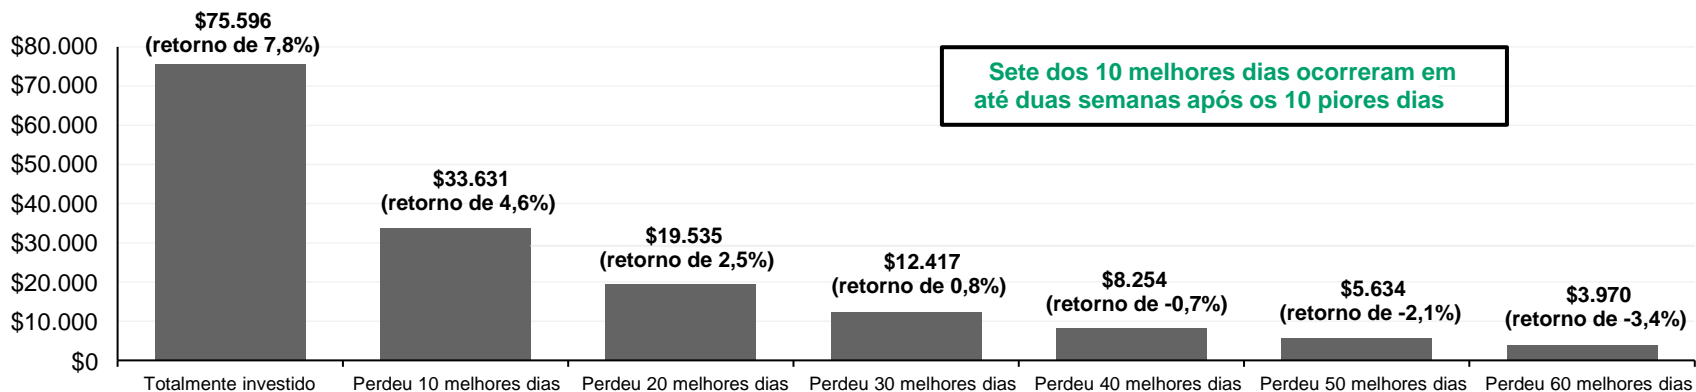 $75.596
(retorno de 7,8%)
$80.000
$70.000
$60.000
$50.000
$40.000
$30.000
$20.000
$10.000
$0
Sete dos 10 melhores dias ocorreram em
até duas semanas após os 10 piores dias
$33.631
(retorno de 4,6%)
$19.535
(retorno de 2,5%)
$12.417
(retorno de 0,8%)
$8.254
(retorno de -0,7%)
$5.634
(retorno de -2,1%)
$3.970
(retorno de -3,4%)
Totalmente investido
Perdeu 10 melhores dias
Perdeu 20 melhores dias
Perdeu 30 melhores dias
Perdeu 40 melhores dias
Perdeu 50 melhores dias
Perdeu 60 melhores dias